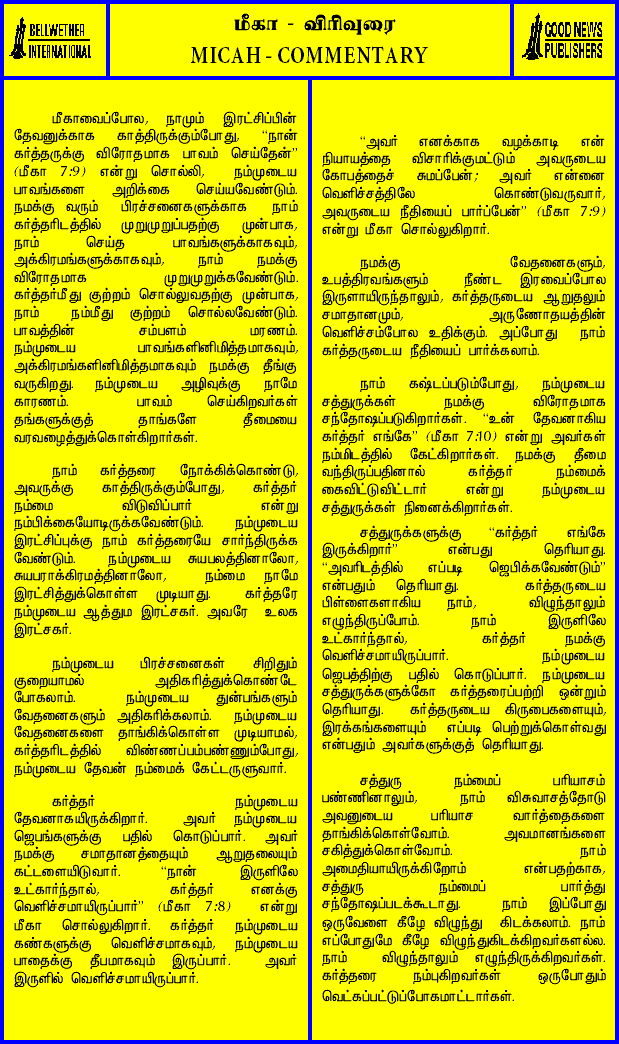 BELLWETHER
INTERNATIONAL
மீகா - விரிவுரை
MICAH - COMMENTARY
GOOD NEWS
PUBLISHERS
மீகாவைப்போல, நாமும் இரட்சிப்பின்
தேவனுக்காக காத்திருக்கும்போது, “நான்
கர்த்தருக்கு விரோதமாக பாவம் செய்தேன்”
(மீகா 7:9) என்று சொல்லி, நம்முடைய
பாவங்களை அறிக்கை செய்யவேண்டும்.
நமக்கு வரும் பிரச்சனைகளுக்காக நாம்
கர்த்தரிடத்தில் முறுமுறுப்பதற்கு முன்பாக,
நாம் செய்த பாவங்களுக்காகவும்,
அக்கிரமங்களுக்காகவும், நாம் நமக்கு
விரோதமாக முறுமுறுக்கவேண்டும்.
கர்த்தர்மீது குற்றம் சொல்லுவதற்கு முன்பாக,
நாம் நம்மீது குற்றம் சொல்லவேண்டும்.
பாவத்தின் சம்பளம் மரணம்.
நம்முடைய பாவங்களினிமித்தமாகவும்,
அக்கிரமங்களினிமித்தமாகவும் நமக்கு தீங்கு
வருகிறது. நம்முடைய அழிவுக்கு நாமே
காரணம். பாவம் செய்கிறவர்கள்
தங்களுக்குத் தாங்களே தீமையை
வரவழைத்துக்கொள்கிறார்கள்.
நாம் கர்த்தரை நோக்கிக்கொண்டு,
அவருக்கு காத்திருக்கும்போது, கர்த்தர்
நம்மை விடுவிப்பார் என்று
நம்பிக்கையோடிருக்கவேண்டும். நம்முடைய
இரட்சிப்புக்கு நாம் கர்த்தரையே சார்ந்திருக்க
வேண்டும். நம்முடைய சுயபலத்தினாலோ,
சுயபராக்கிரமத்தினாலோ, நம்மை நாமே
இரட்சித்துக்கொள்ள முடியாது. கர்த்தரே
நம்முடைய ஆத்தும இரட்சகர். அவரே உலக
இரட்சகர்.
நம்முடைய பிரச்சனைகள் சிறிதும்
குறையாமல் அதிகரித்துக்கொண்டே
போகலாம். நம்முடைய துன்பங்களும்
வேதனைகளும் அதிகரிக்கலாம். நம்முடைய
வேதனைகளை தாங்கிக்கொள்ள முடியாமல்,
கர்த்தரிடத்தில் விண்ணப்பம்பண்ணும்போது,
நம்முடைய தேவன் நம்மைக் கேட்டருளுவார்.
கர்த்தர் நம்முடைய
தேவனாகயிருக்கிறார். அவர் நம்முடைய
ஜெபங்களுக்கு பதில் கொடுப்பார். அவர்
நமக்கு சமாதானத்தையும் ஆறுதலையும்
கட்டளையிடுவார். “நான் இருளிலே
உட்கார்ந்தால், கர்த்தர் எனக்கு
வெளிச்சமாயிருப்பார்” (மீகா 7:8) என்று
மீகா சொல்லுகிறார். கர்த்தர் நம்முடைய
கண்களுக்கு வெளிச்சமாகவும், நம்முடைய
பாதைக்கு தீபமாகவும் இருப்பார். அவர்
இருளில் வெளிச்சமாயிருப்பார்.
“அவர் எனக்காக வழக்காடி என்
நியாயத்தை விசாரிக்குமட்டும் அவருடைய
கோபத்தைச் சுமப்பேன்; அவர் என்னை
வெளிச்சத்திலே கொண்டுவருவார்,
அவருடைய நீதியைப் பார்ப்பேன்” (மீகா 7:9)
என்று மீகா சொல்லுகிறார்.
நமக்கு வேதனைகளும்,
உபத்திரவங்களும் நீண்ட இரவைப்போல
இருளாயிருந்தாலும், கர்த்தருடைய ஆறுதலும்
சமாதானமும், அருணோதயத்தின்
வெளிச்சம்போல உதிக்கும். அப்போது நாம்
கர்த்தருடைய நீதியைப் பார்க்கலாம்.
நாம் கஷ்டப்படும்போது, நம்முடைய
சத்துருக்கள் நமக்கு விரோதமாக
சந்தோஷப்படுகிறார்கள். “உன் தேவனாகிய
கர்த்தர் எங்கே” (மீகா 7:10) என்று அவர்கள்
நம்மிடத்தில் கேட்கிறார்கள். நமக்கு தீமை
வந்திருப்பதினால் கர்த்தர் நம்மைக்
கைவிட்டுவிட்டார் என்று நம்முடைய
சத்துருக்கள் நினைக்கிறார்கள்.
சத்துருக்களுக்கு “கர்த்தர் எங்கே
இருக்கிறார்” என்பது தெரியாது.
“அவரிடத்தில் எப்படி ஜெபிக்கவேண்டும்”
என்பதும் தெரியாது. கர்த்தருடைய
பிள்ளைகளாகிய நாம், விழுந்தாலும்
எழுந்திருப்போம். நாம் இருளிலே
உட்கார்ந்தால், கர்த்தர் நமக்கு
வெளிச்சமாயிருப்பார். நம்முடைய
ஜெபத்திற்கு பதில் கொடுப்பார். நம்முடைய
சத்துருக்களுக்கோ கர்த்தரைப்பற்றி ஒன்றும்
தெரியாது. கர்த்தருடைய கிருபைகளையும்,
இரக்கங்களையும் எப்படி பெற்றுக்கொள்வது
என்பதும் அவர்களுக்குத் தெரியாது.
சத்துரு நம்மைப் பரியாசம்
பண்ணினாலும், நாம் விசுவாசத்தோடு
அவனுடைய பரியாச வார்த்தைகளை
தாங்கிக்கொள்வோம். அவமானங்களை
சகித்துக்கொள்வோம். நாம்
அமைதியாயிருக்கிறோம் என்பதற்காக,
சத்துரு நம்மைப் பார்த்து
சந்தோஷப்படக்கூடாது. நாம் இப்போது
ஒருவேளை கீழே விழுந்து கிடக்கலாம். நாம்
எப்போதுமே கீழே விழுந்துகிடக்கிறவர்களல்ல.
நாம் விழுந்தாலும் எழுந்திருக்கிறவர்கள்.
கர்த்தரை நம்புகிறவர்கள் ஒருபோதும்
வெட்கப்பட்டுப்போகமாட்டார்கள்.